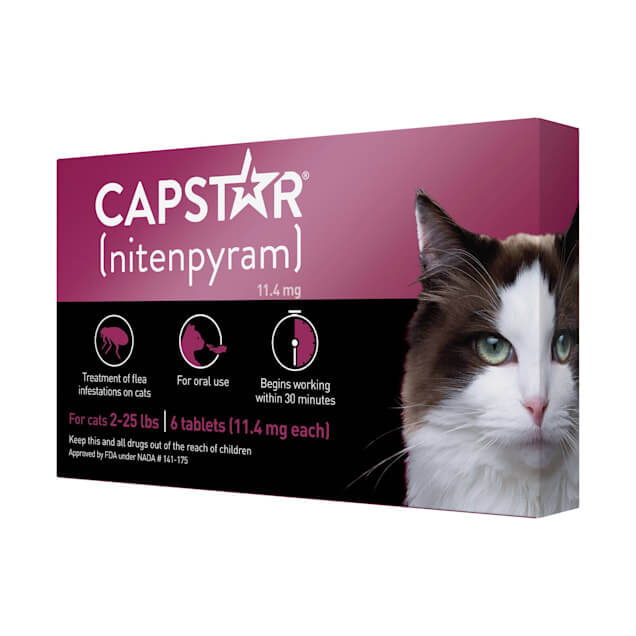 CAPSTAR®
(nitenpyram)
11.4 mg
Treatment of flea
infestations on cats
For oral use
Begins working
within 30 minutes
For cats 2-25 lbs | 6 tablets (11.4 mg each)
Keep this and all drugs out of the reach of children
Approved by FDA under NADA # 141-175